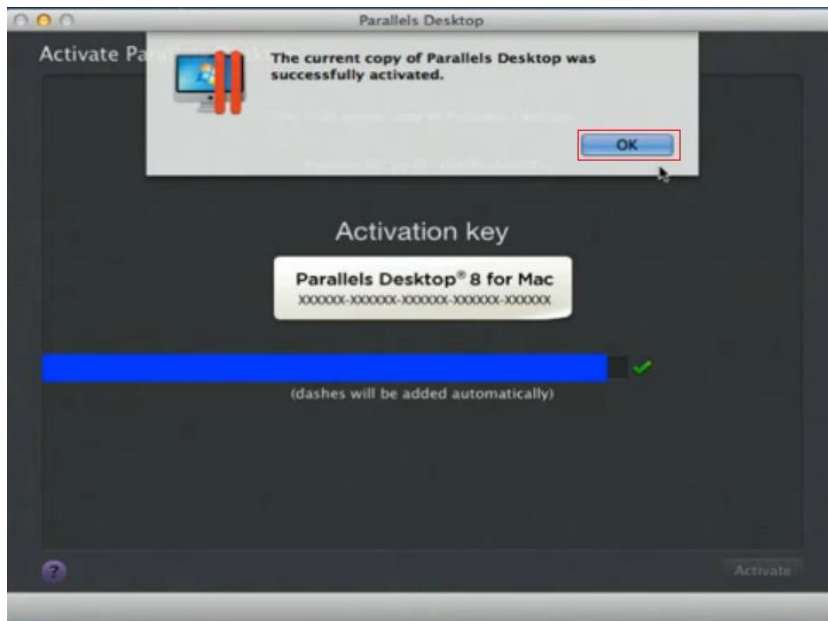 Parallels Desktop
Activate Pa
The current copy of Parallels Desktop was
successfully activated.
OK
Activation key
Parallels Desktop® 8 for Mac
XXXXXX-XXXXXX-XXXXXX-XXXXXX-XXXXXX
(dashes will be added automatically)
?
Activate